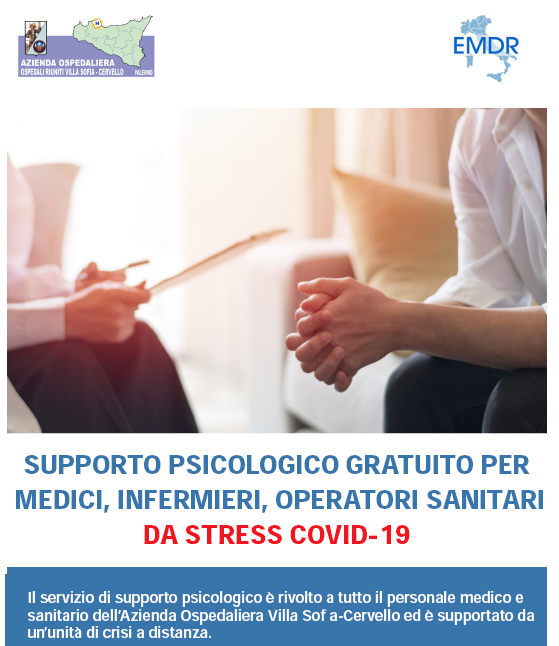 H
AZIENDA OSPEDALIERA
OSPEDALI RIUNITI VILLA SOFIA - CERVELLO PALERMO
EMDR
SUPPORTO PSICOLOGICO GRATUITO PER
MEDICI, INFERMIERI, OPERATORI SANITARI
DA STRESS COVID-19
Il servizio di supporto psicologico è rivolto a tutto il personale medico e
sanitario dell'Azienda Ospedaliera Villa Sof a-Cervello ed è supportato da
un'unità di crisi a distanza.